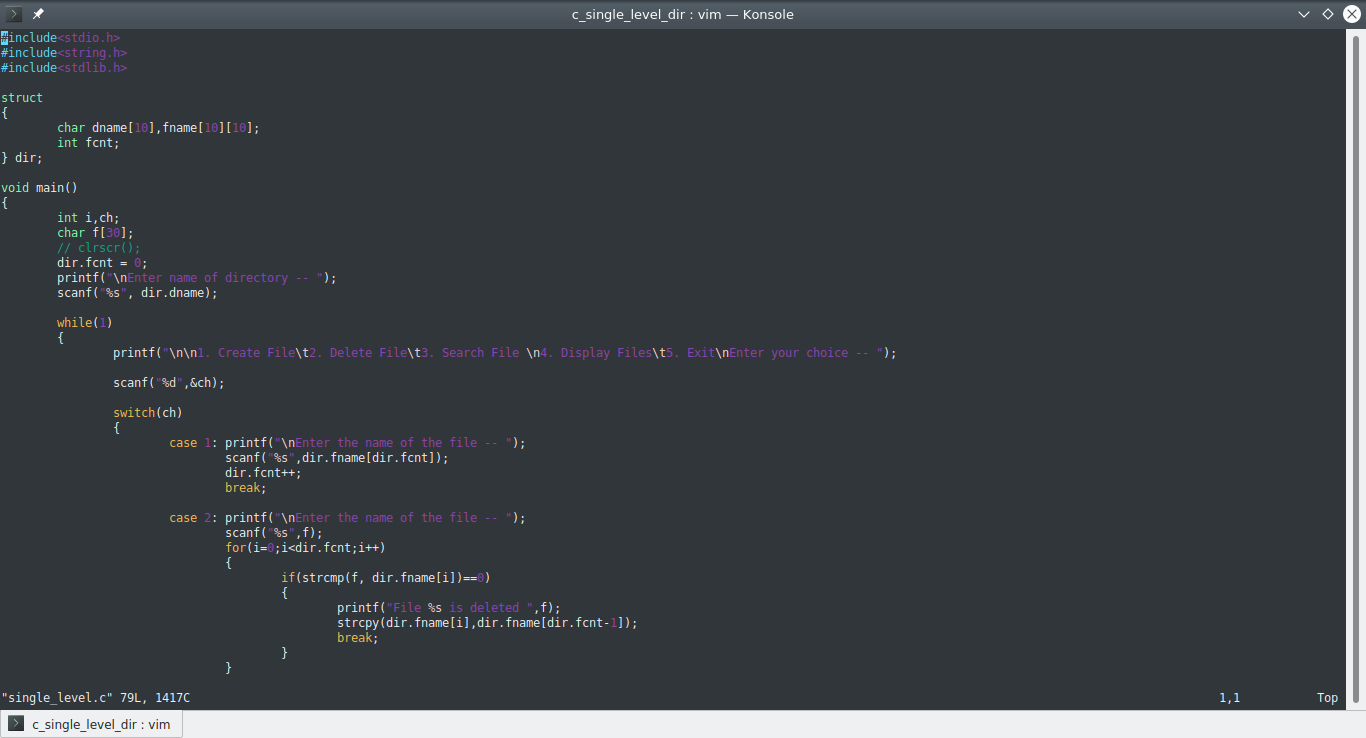 c_single_level_dir : vim — Konsole
#include<stdio.h>
#include<string.h>
#include<stdlib.h>
struct
{
        char dname[10],fname[10][10];
        int fcnt;
} dir;
void main()
{
        int i,ch;
        char f[30];
        // clrscr();
        dir.fcnt = 0;
        printf("\nEnter name of directory -- ");
        scanf("%s", dir.dname);
        while(1)
        {
                printf("\n\n1. Create File\t2. Delete File\t3. Search File \n4. Display Files\t5. Exit\nEnter your choice -- ");
                scanf("%d",&ch);
                switch(ch)
                {
                        case 1: printf("\nEnter the name of the file -- ");
                                scanf("%s",dir.fname[dir.fcnt]);
                                dir.fcnt++;
                                break;
                        case 2: printf("\nEnter the name of the file -- ");
                                scanf("%s",f);
                                for(i=0;i<dir.fcnt;i++)
                                {
                                        if(strcmp(f, dir.fname[i])==0)
                                        {
                                                printf("File %s is deleted ",f);
                                                strcpy(dir.fname[i],dir.fname[dir.fcnt-1]);
                                                break;
                                        }
                                }
"single_level.c" 79L, 1417C 1,1 Top
c_single_level_dir : vim